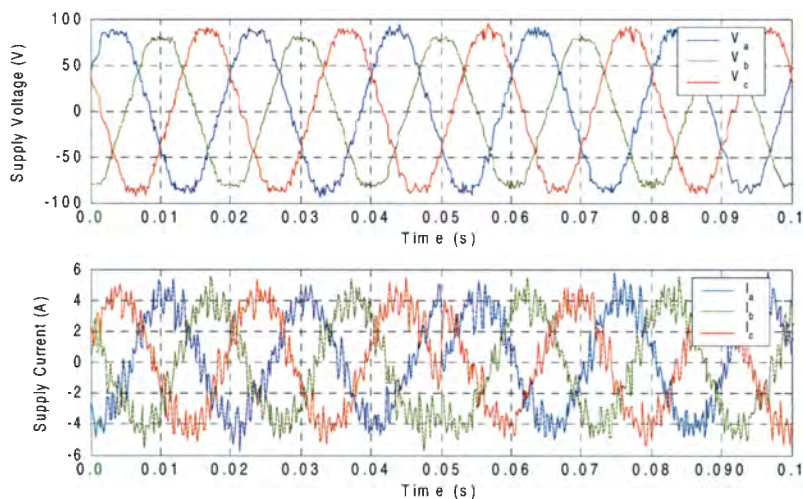 Supply Voltage (V)
100
50
0
-50
-100
V a
V b
V c
0.0 0.01 0.02 0.03 0.04 0.05 0.06 0.07 0.08 0.09 0.1
Time (s)
Supply Current (A)
6
4
2
0
-2
-4
-6
I a
I b
I c
0.0 0.01 0.02 0.03 0.04 0.05 0.06 0.07 0.08 0.090 0.1
Time (s)